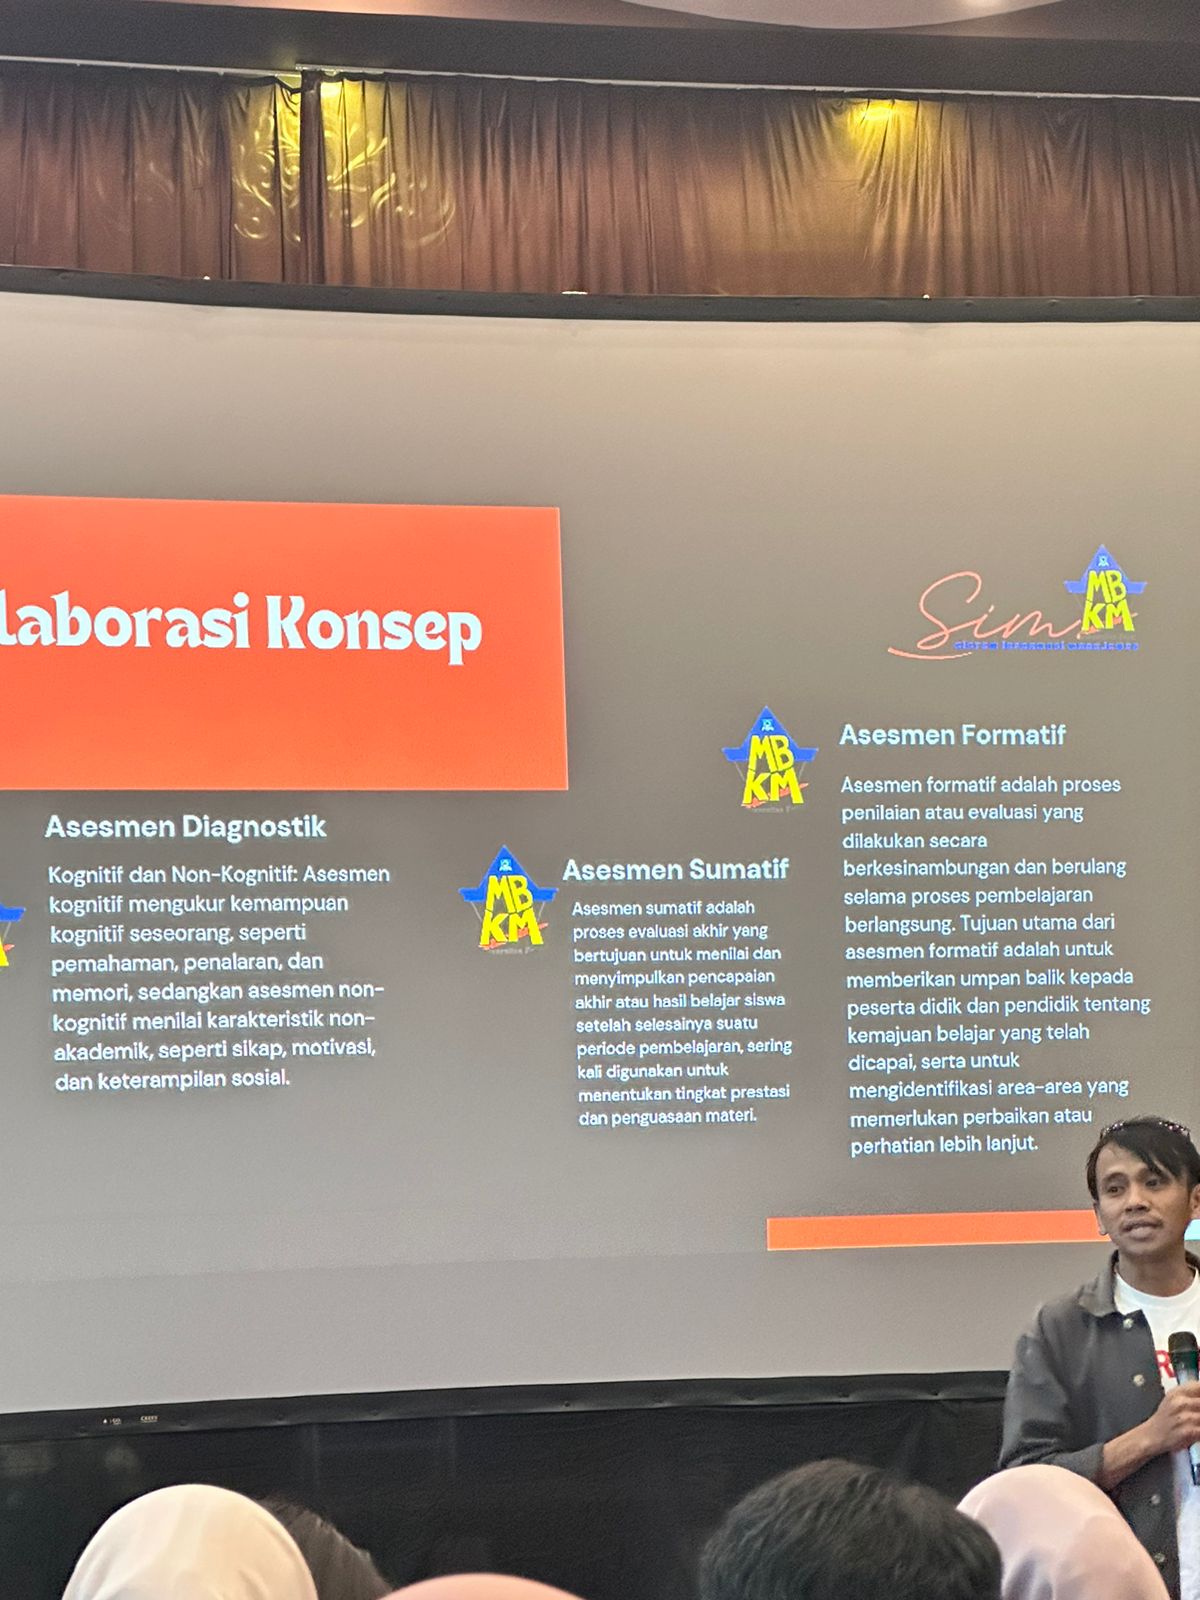 laborasi Konsep
Sim
MB
KM
Asesmen Diagnostik
Kognitif dan Non-Kognitif: Asesmen
kognitif mengukur kemampuan
kognitif seseorang, seperti
pemahaman, penalaran, dan
memori, sedangkan asesmen non-
kognitif menilai karakteristik non-
akademik, seperti sikap, motivasi,
dan keterampilan sosial.
MB
KM
Asesmen Sumatif
Asesmen sumatif adalah
proses evaluasi akhir yang
bertujuan untuk menilai dan
menyimpulkan pencapaian
akhir atau hasil belajar siswa
setelah selesainya suatu
periode pembelajaran, sering
kali digunakan untuk
menentukan tingkat prestasi
dan penguasaan materi.
MB
KM
Asesmen Formatif
Asesmen formatif adalah proses
penilaian atau evaluasi yang
dilakukan secara
berkesinambungan dan berulang
selama proses pembelajaran
berlangsung. Tujuan utama dari
asesmen formatif adalah untuk
memberikan umpan balik kepada
peserta didik dan pendidik tentang
kemajuan belajar yang telah
dicapai, serta untuk
mengidentifikasi area-area yang
memerlukan perbaikan atau
perhatian lebih lanjut.